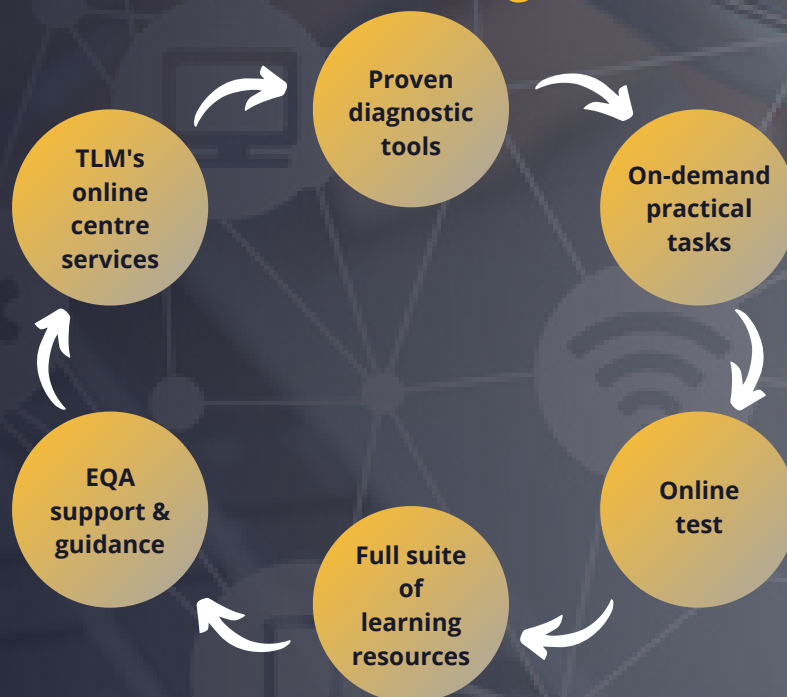 Proven
diagnostic
tools
On-demand
practical
tasks
Online
test
Full suite
of
learning
resources
EQA
support &
guidance
TLM's
online
centre
services